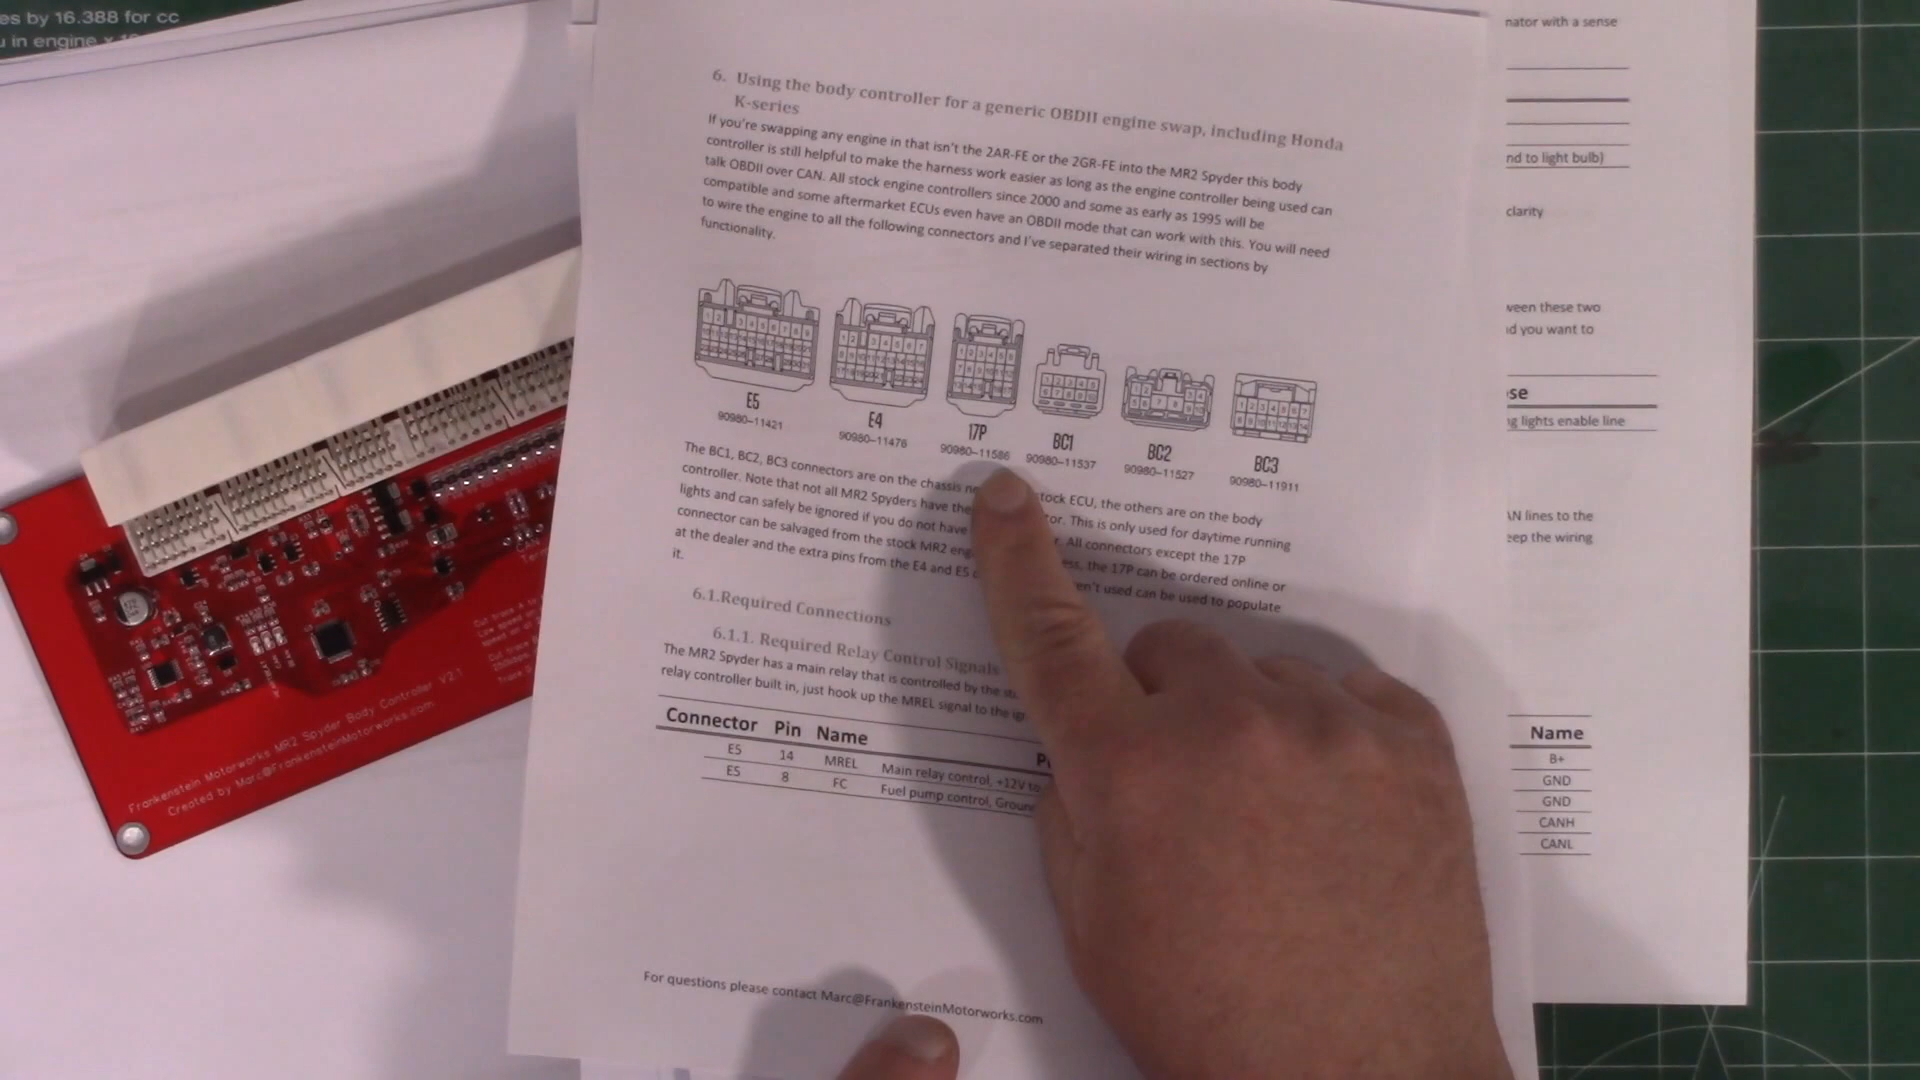 es by 16.388 for cc
in engine x
6. Using the body controller for a generic OBDII engine swap, including Honda
K-series
If you're swapping any engine in that isn't the 2AR-FE or the 2GR-FE into the MR2 Spyder this body
controller is still helpful to make the harness work easier as long as the engine controller being used can
talk OBDII over CAN. All stock engine controllers since 2000 and some as early as 1995 will be
compatible and some aftermarket ECUs even have an OBDII mode that can work with this. You will need
to wire the engine to all the following connectors and I've separated their wiring in sections by
functionality.
E5 E4 17P BC1 BC2 BC3
90980-11421 90980-11476 90980-11586 90980-11537 90980-11527 90980-11911
The BC1, BC2, BC3 connectors are on the chassis ne stock ECU, the others are on the body
controller. Note that not all MR2 Spyders have the tor. This is only used for daytime running
lights and can safely be ignored if you do not have r. All connectors except the 17P
connector can be salvaged from the stock MR2 eng ess, the 17P can be ordered online or
at the dealer and the extra pins from the E4 and E5 c en't used can be used to populate
it.
6.1.Required Connections
6.1.1. Required Relay Control Signals
The MR2 Spyder has a main relay that is controlled by the
relay controller built in, just hook up the MREL signal to the
Connector Pin Name
E5 14 MREL Main relay control, +12V to
E5 8 FC Fuel pump control, Ground
For questions please contact Marc@FrankensteinMotorworks.com
nator with a sense
nd to light bulb)
clarity
ween these two
d you want to
se
g lights enable line
AN lines to the
eep the wiring
Name
B+
GND
GND
CANH
CANL
Frankenstein Motorworks MR2 Spyder Body Controller V2.1
Created by Marc@FrankensteinMotorworks.com